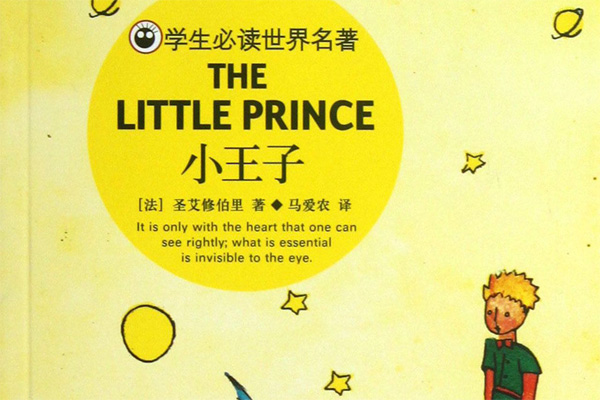 学生必读世界名著
THE
LITTLE PRINCE
小王子
［法］圣艾修伯里 著◆马爱农 译
It is only with the heart that one can
see rightly; what is essential
is invisible to the eye.